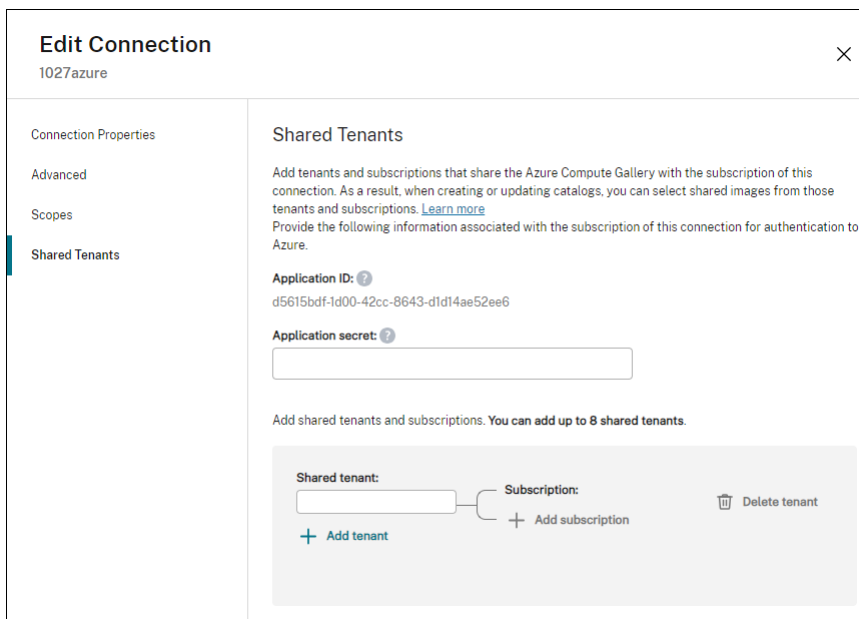 Edit Connection
1027azure
Connection Properties
Advanced
Scopes
Shared Tenants
Shared Tenants
Add tenants and subscriptions that share the Azure Compute Gallery with the subscription of this
connection. As a result, when creating or updating catalogs, you can select shared images from those
tenants and subscriptions. Learn more
Provide the following information associated with the subscription of this connection for authentication to
Azure.
Application ID: ?
d5615bdf-1d00-42cc-8643-d1d14ae52ee6
Application secret: ?
Add shared tenants and subscriptions. You can add up to 8 shared tenants.
Shared tenant:
Subscription:
Delete tenant
+ Add subscription
+ Add tenant